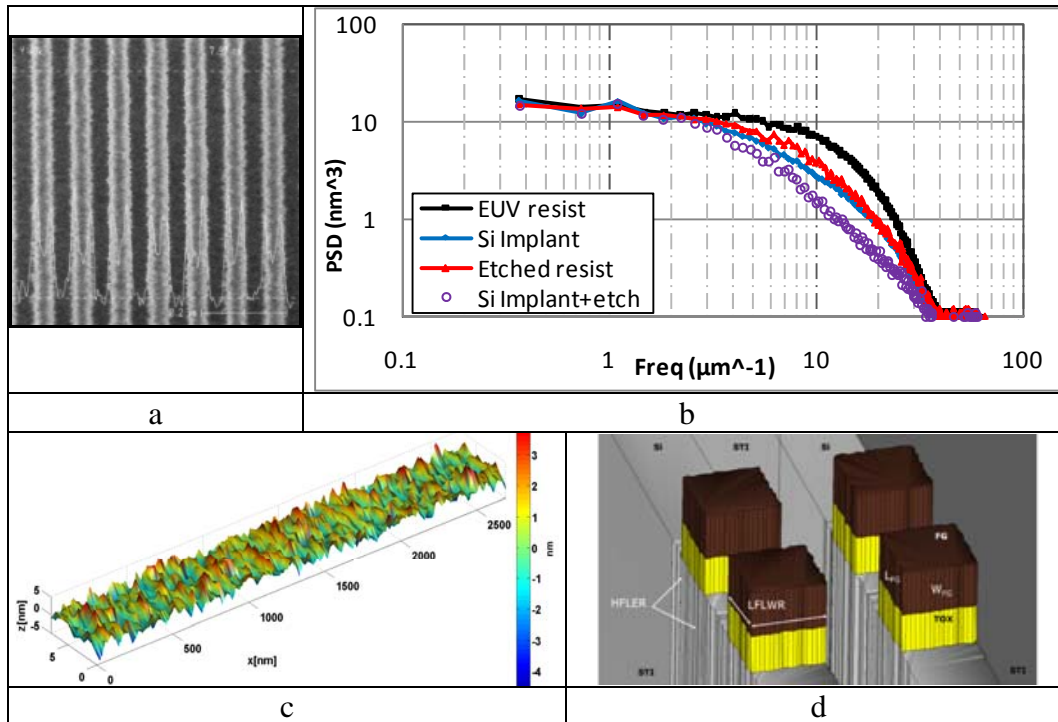 100
10
1
0.1
PSD (nm^3)
EUV resist
Si Implant
Etched resist
Si Implant+etch
0.1
1
10
100
Freq (μm^-1)
a
b
5
0
-5
z[nm]
5
0
0
500
1000
1500
2000
2500
x[nm]
3
2
1
0
-1
-2
-3
-4
nm
Si
STI
Si
FG
HFLER
LFLWR
L_FG
W_FG
TOX
STI
STI
c
d